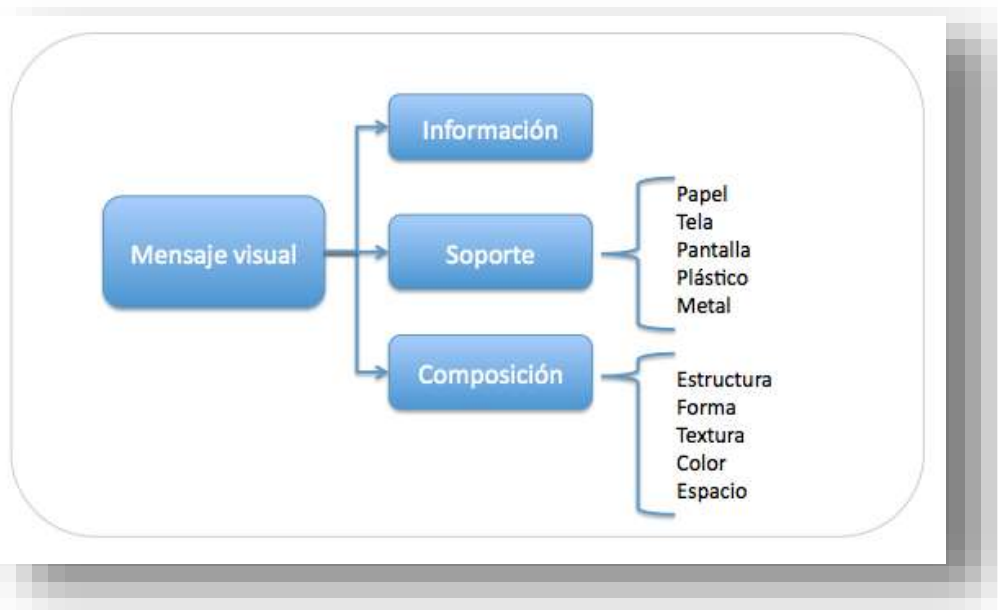 Mensaje visual
Información
Soporte
Papel
Tela
Pantalla
Plástico
Metal
Composición
Estructura
Forma
Textura
Color
Espacio